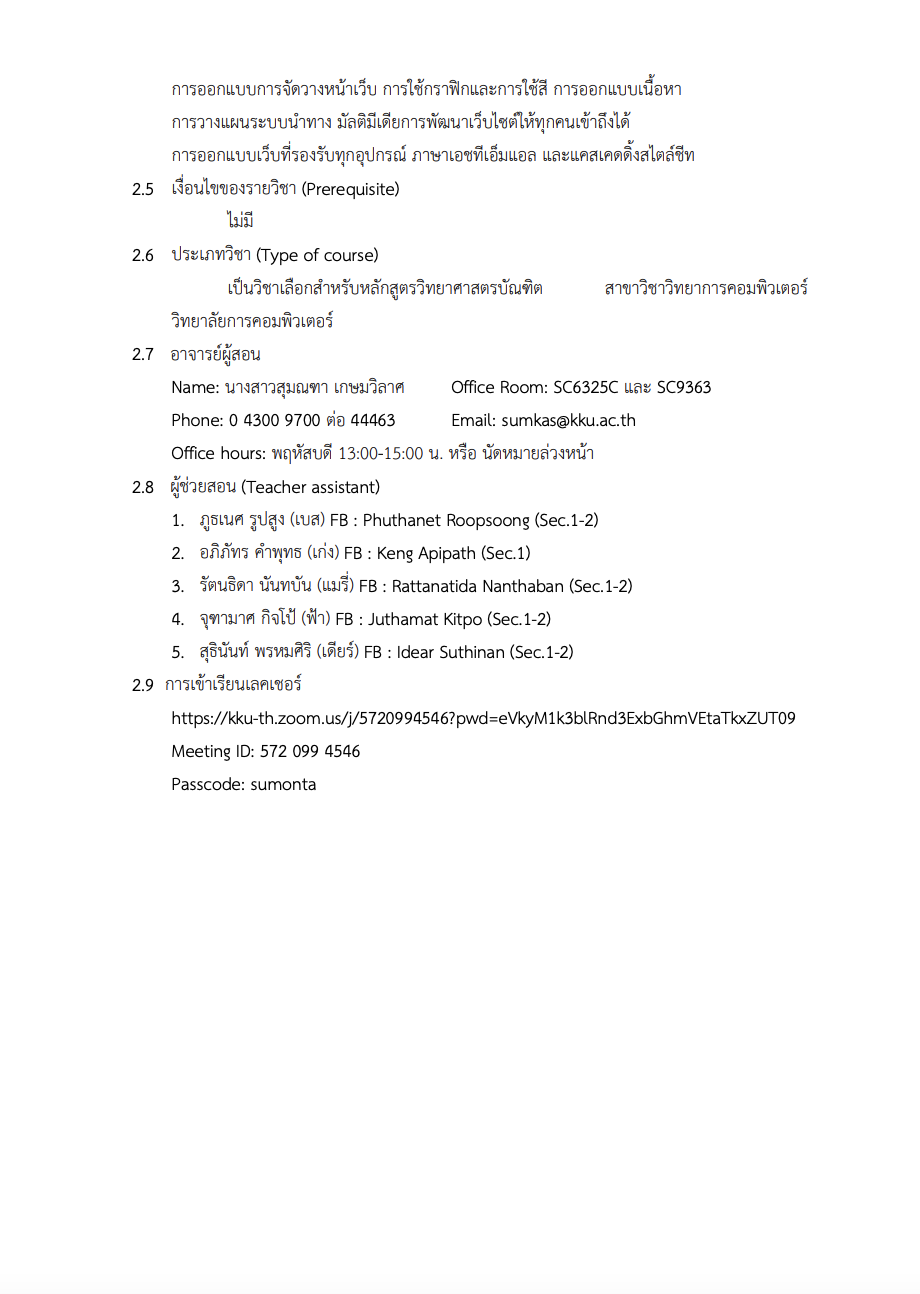 การออกแบบการจัดวางหน้าเว็บ การใช้กราฟิกและการใช้สี การออกแบบเนื้อหา
การวางแผนระบบนำทาง มัลติมีเดียการพัฒนาเว็บไซต์ให้ทุกคนเข้าถึงได้
การออกแบบเว็บที่รองรับทุกอุปกรณ์ ภาษาเอชทีเอ็มแอล และแคสเคดดิ้งสไตล์ชีท
2.5 เงื่อนไขของรายวิชา (Prerequisite)
ไม่มี
2.6 ประเภทวิชา (Type of course)
เป็นวิชาเลือกสำหรับหลักสูตรวิทยาศาสตรบัณฑิต สาขาวิชาวิทยาการคอมพิวเตอร์
วิทยาลัยการคอมพิวเตอร์
2.7 อาจารย์ผู้สอน
Name: นางสาวสุมณฑา เกษมวิลาศ Office Room: SC6325C และ SC9363
Phone: 0 4300 9700 ต่อ 44463 Email: sumkas@kku.ac.th
Office hours: พฤหัสบดี 13:00-15:00 น. หรือ นัดหมายล่วงหน้า
2.8 ผู้ช่วยสอน (Teacher assistant)
1. ภูธเนศ รูปสูง (เบส) FB : Phuthanet Roopsoong (Sec.1-2)
2. อภิภัทร คำพุทธ (เก่ง) FB : Keng Apipath (Sec.1)
3. รัตนธิดา นันทบัน (แมรี่) FB : Rattanatida Nanthaban (Sec.1-2)
4. จุฑามาศ กิจโป้ (ฟ้า) FB : Juthamat Kitpo (Sec.1-2)
5. สุธินันท์ พรหมศิริ (เดียร์) FB : Idear Suthinan (Sec.1-2)
2.9 การเข้าเรียนเลคเชอร์
https://kku-th.zoom.us/j/5720994546?pwd=eVkyM1k3blRnd3ExbGhmVEtaTkxZUT09
Meeting ID: 572 099 4546
Passcode: sumonta